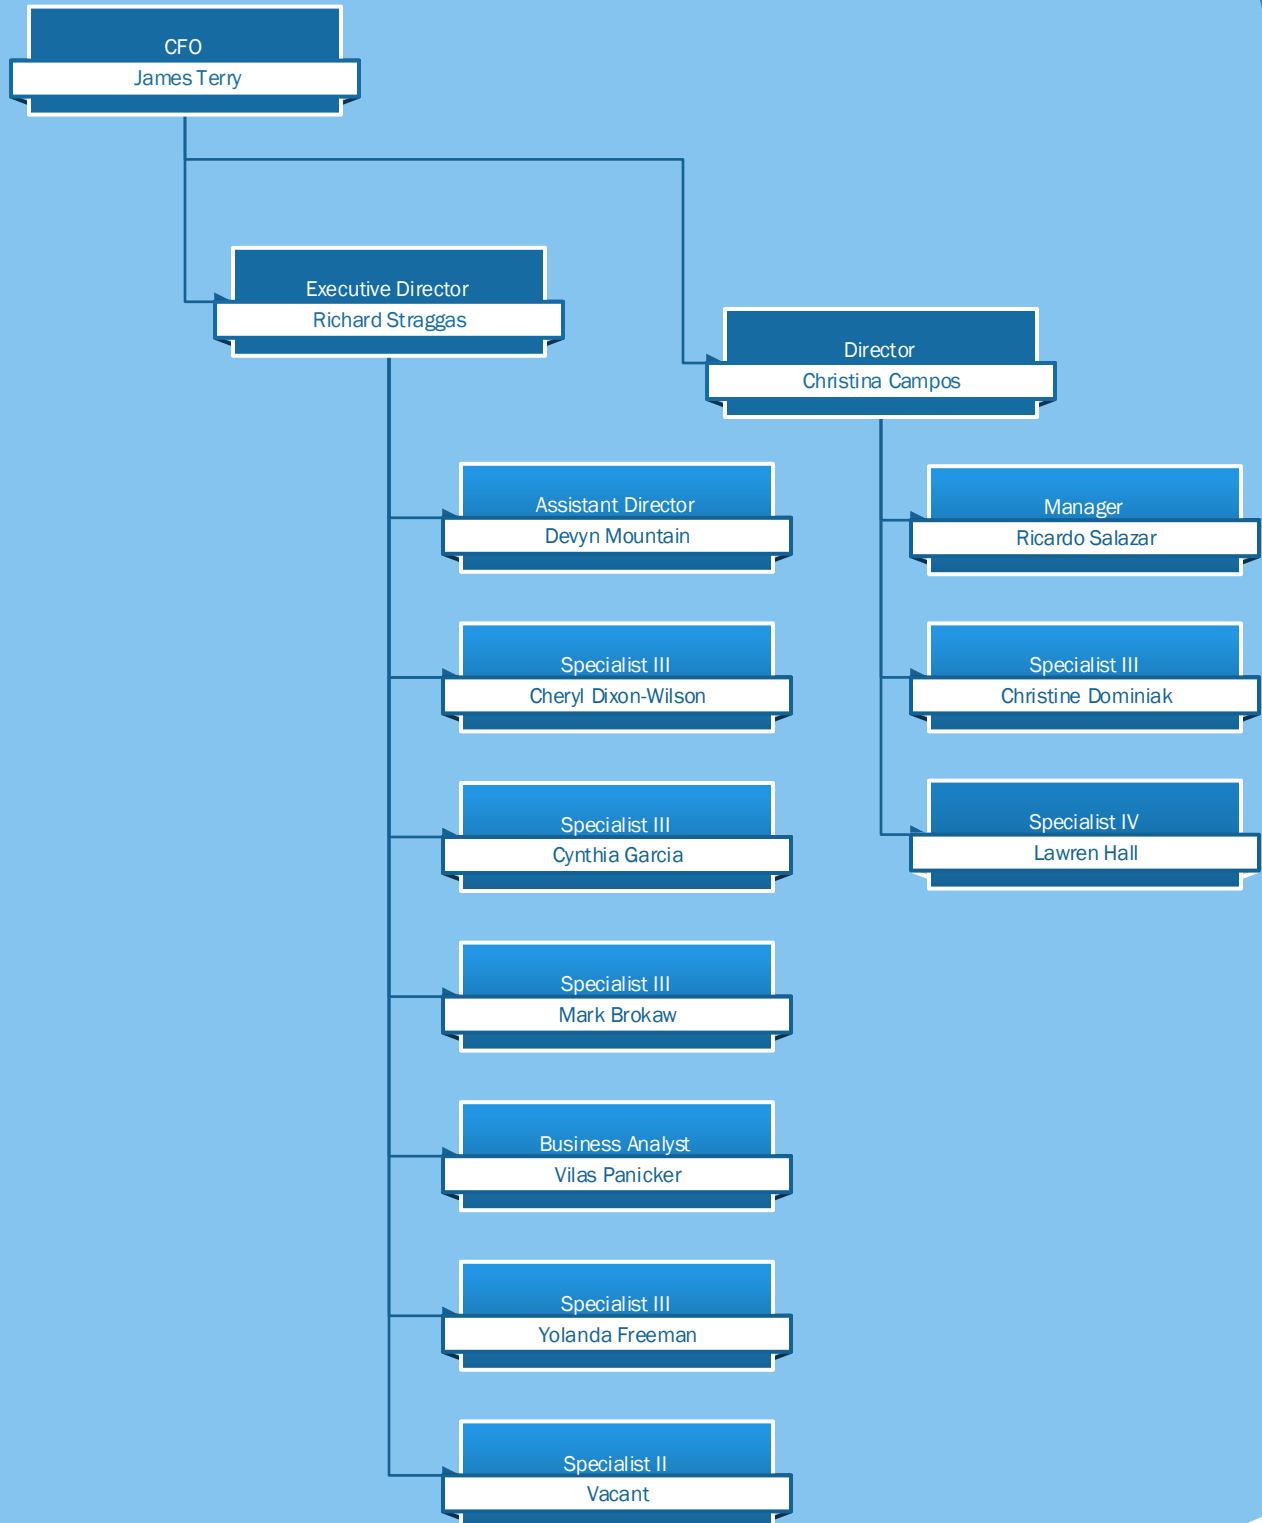 CFO
James Terry
Executive Director
Richard Straggas
Director
Christina Campos
Assistant Director
Devyn Mountain
Specialist III
Cheryl Dixon-Wilson
Specialist III
Cynthia Garcia
Specialist III
Mark Brokaw
Business Analyst
Vilas Panicker
Specialist III
Yolanda Freeman
Specialist II
Vacant
Manager
Ricardo Salazar
Specialist III
Christine Dominiak
Specialist IV
Lawren Hall